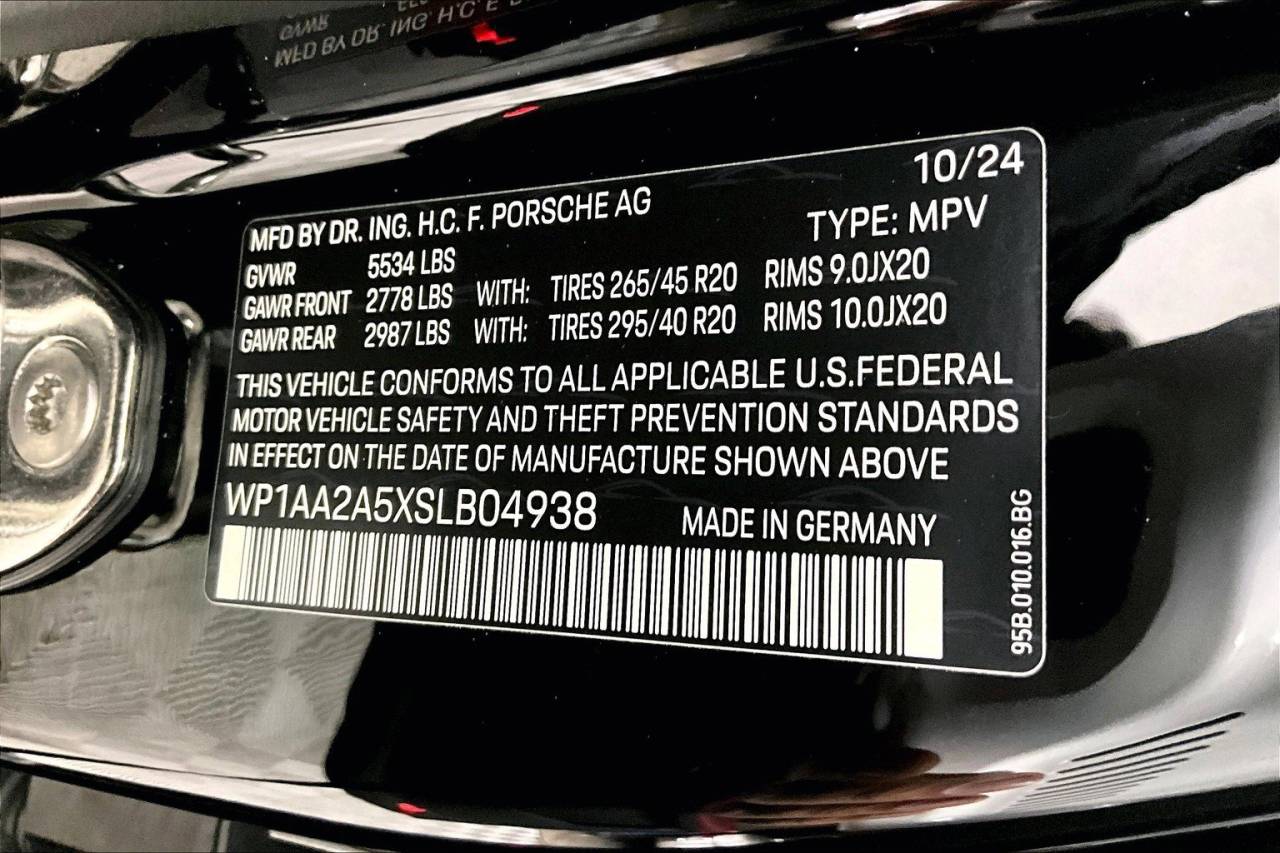 10/24
MFD BY DR. ING. H.C. F. PORSCHE AG
TYPE: MPV
GVWR 5534 LBS
GAWR FRONT 2778 LBS WITH: TIRES 265/45 R20 RIMS 9.0JX20
GAWR REAR 2987 LBS WITH: TIRES 295/40 R20 RIMS 10.0JX20
THIS VEHICLE CONFORMS TO ALL APPLICABLE U.S.FEDERAL
MOTOR VEHICLE SAFETY AND THEFT PREVENTION STANDARDS
IN EFFECT ON THE DATE OF MANUFACTURE SHOWN ABOVE
WP1AA2A5XSLB04938 MADE IN GERMANY
95B.010.016.BG